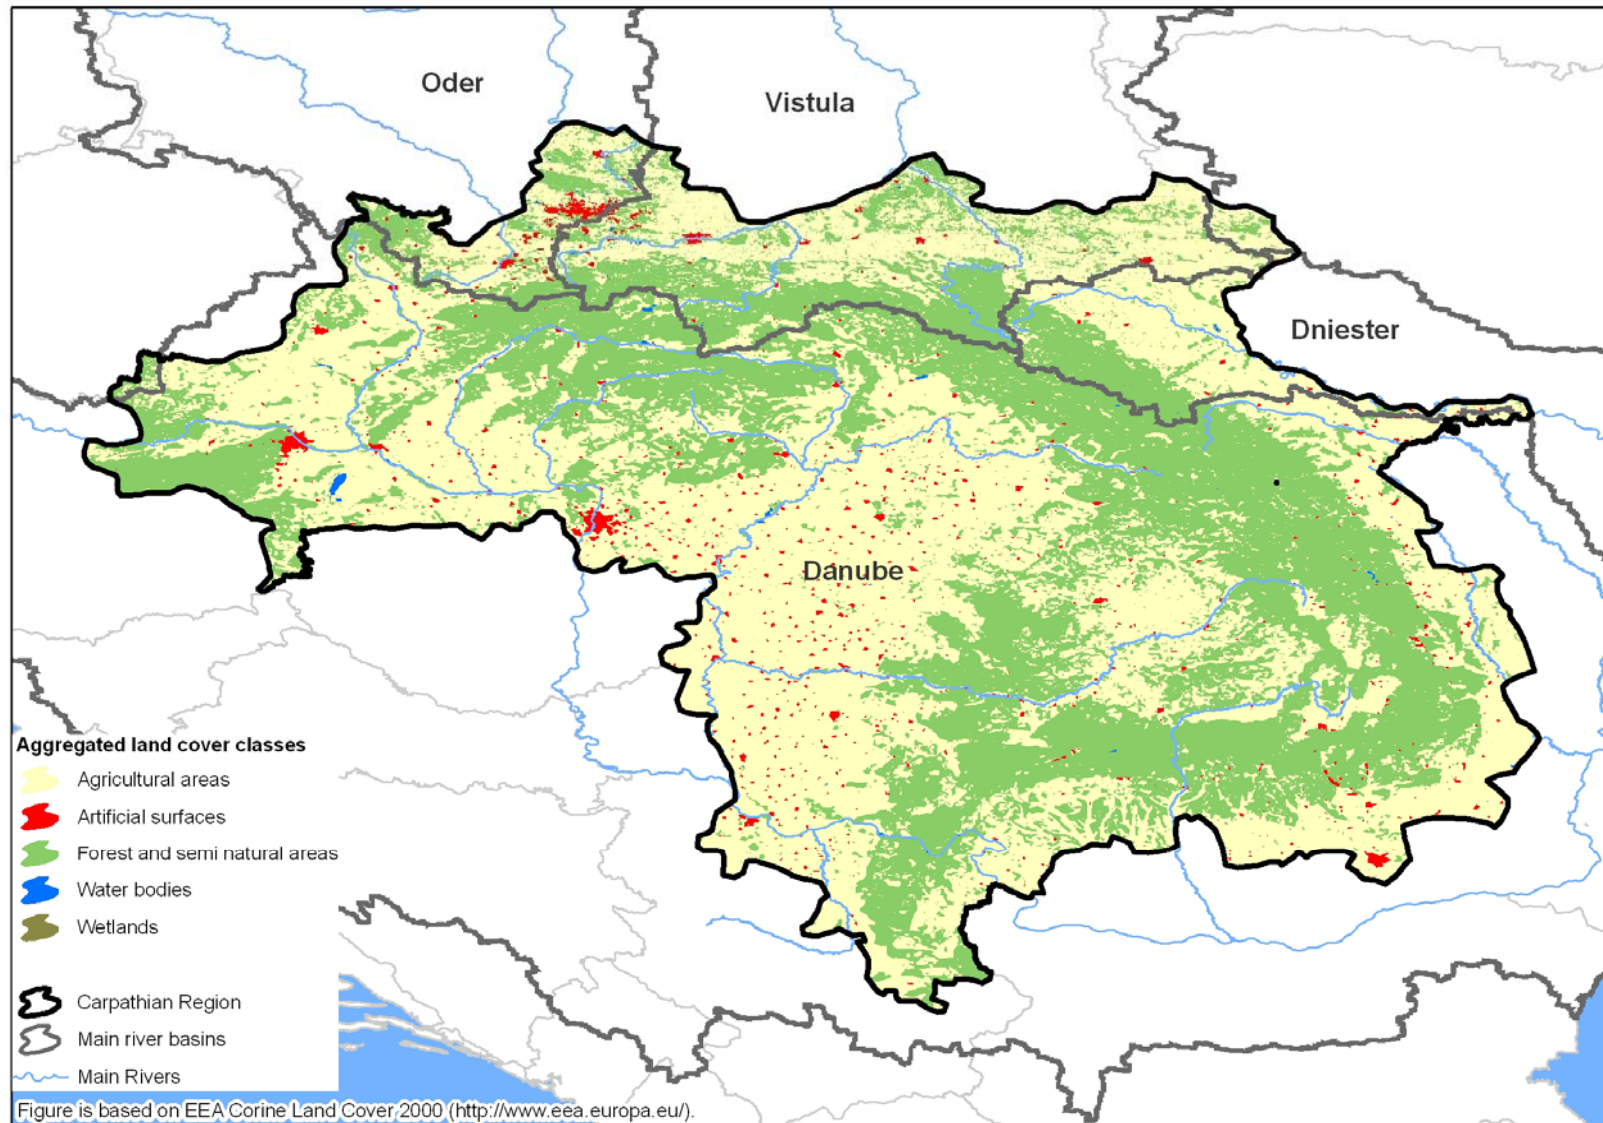 Oder
Vistula
Dniester
Danube
Aggregated land cover classes
Agricultural areas
Artificial surfaces
Forest and semi natural areas
Water bodies
Wetlands
Carpathian Region
Main river basins
Main Rivers
Figure is based on EEA Corine Land Cover 2000 (http://www.eea.europa.eu/).